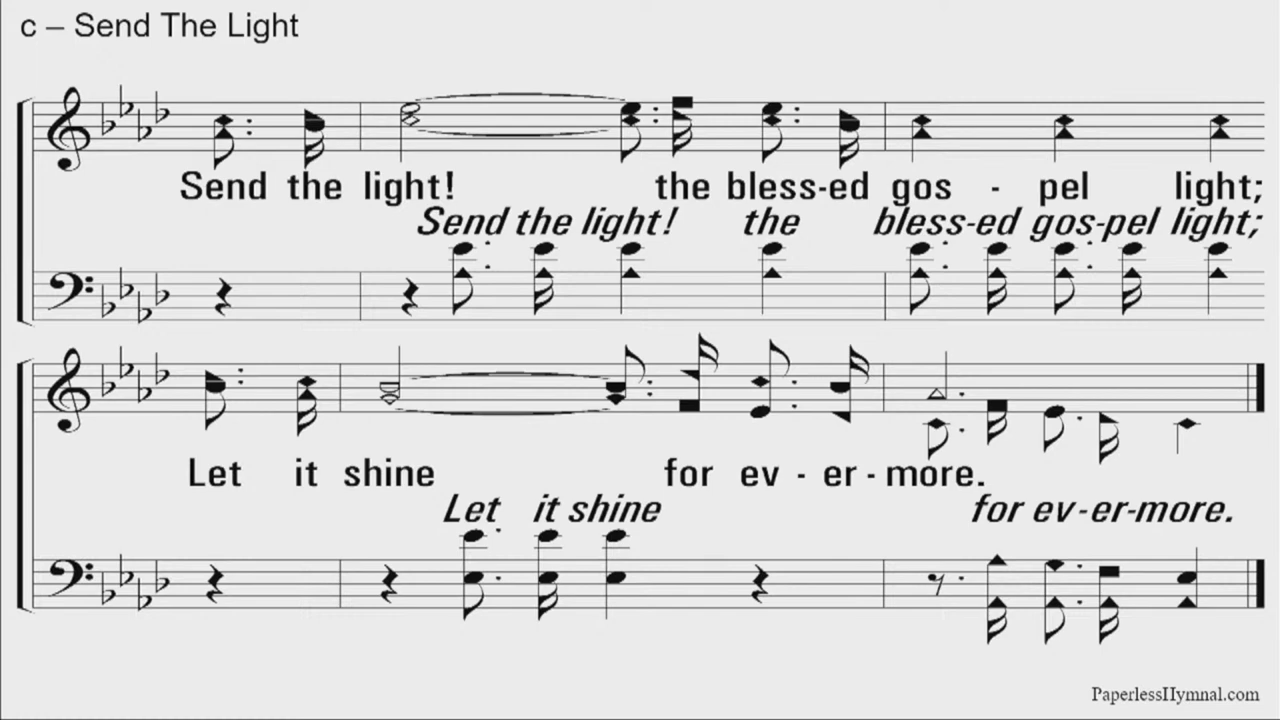 c – Send The Light
Send the light! the bless-ed gos - pel light;
Send the light! the bless-ed gos-pel light;
Let it shine for ev - er - more.
Let it shine for ev-er-more.
PaperlessHymnal.com